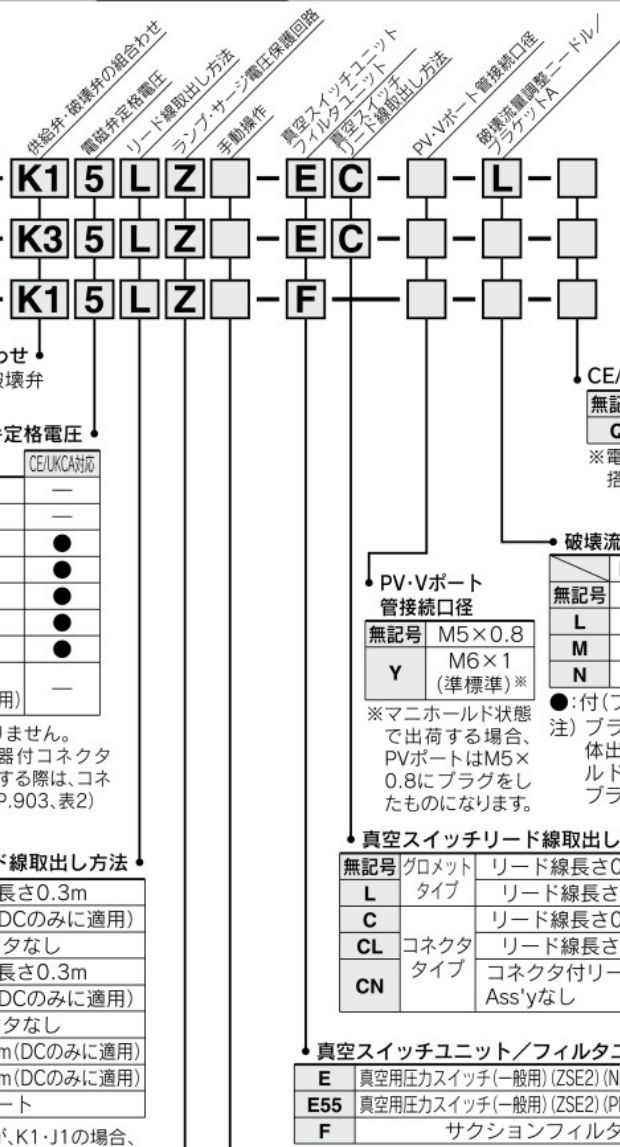 供給弁・破壊弁の組合わせ
電磁弁定格電圧
リード線取出し方法
ランプ・サージ電圧保護回路
手動操作
真空スイッチユニット
フィルタユニット
真空スイッチ
リード線取出し方法
PV・Vポート管接続口径
破壊流量調整ニードル/
ブラケットA
K1 5 L Z - E C - - L -
K3 5 L Z - E C - - -
K1 5 L Z - F - - -
わせ
破壊弁
定格電圧
CE/UKCA対応
—
—
●
●
●
●
●
用)
—
りません。
器付コネクタ
する際は、コネ
P.903、表2)
CE/
無記
Q
※電
搭
破壊流
無記号
L
M
N
●:付(ブ
注) ブラ
体出
ルド
ブラ
PV・Vポート
管接続口径
無記号 M5×0.8
Y M6×1
(準標準)※
※マニホールド状態
で出荷する場合、
PVポートはM5×
0.8にプラグをし
たものになります。
真空スイッチリード線取出し
無記号 グロメット リード線長さ0
L タイプ リード線長さ
C リード線長さ0
CL コネクタ リード線長さ
CN タイプ コネクタ付リー
Ass'yなし
ド線取出し方法
長さ0.3m
DCのみに適用)
タなし
長さ0.3m
DCのみに適用)
タなし
m(DCのみに適用)
m(DCのみに適用)
ート
が、K1・J1の場合、
真空スイッチユニット/フィルタユ
E 真空用圧力スイッチ(一般用)(ZSE2)(N
E55 真空用圧力スイッチ(一般用)(ZSE2)(P
F サクションフィルタ